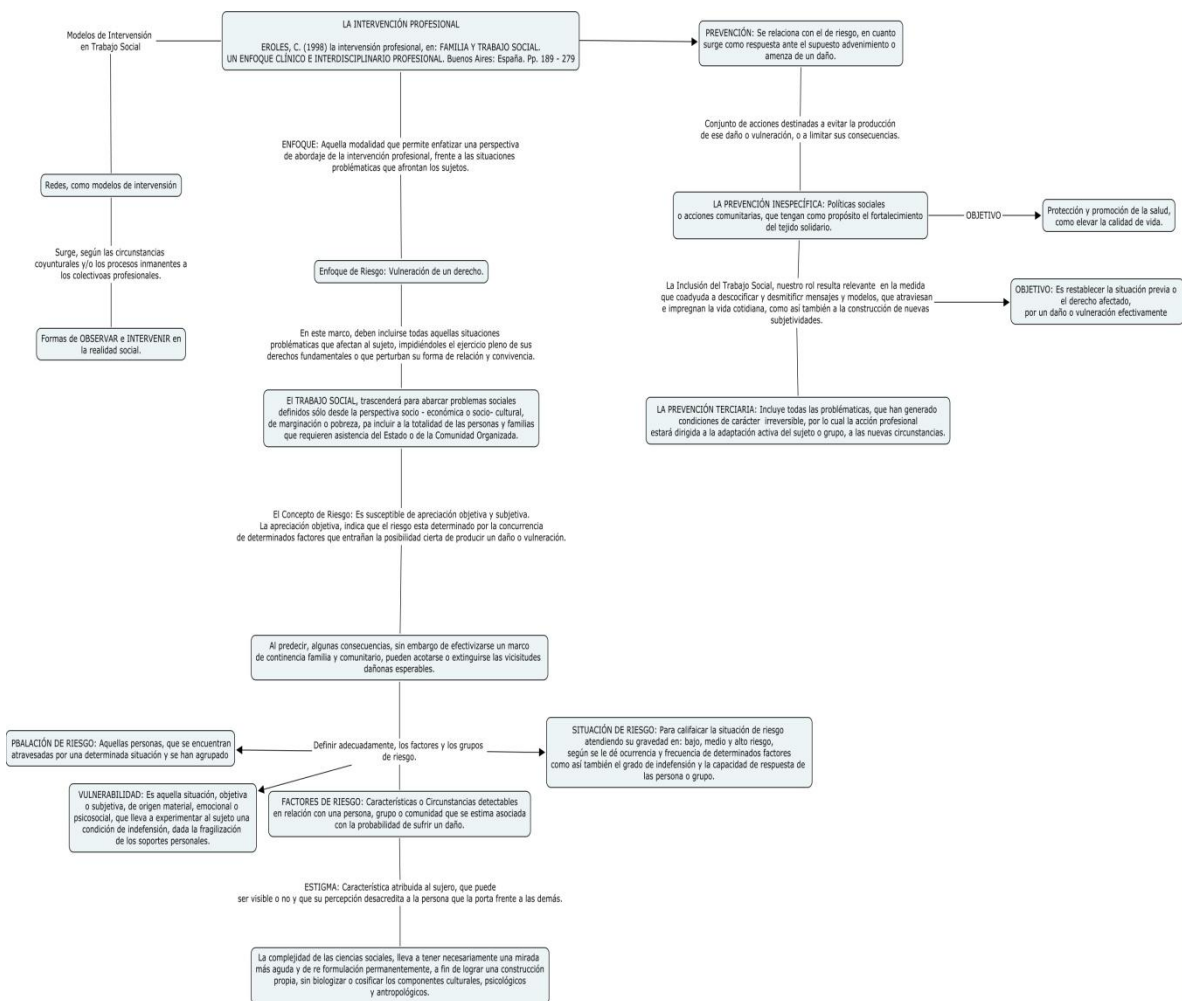 LA INTERVENCIÓN PROFESIONAL
EROLES, C. (1998) la intervensión profesional, en: FAMILIA Y TRABAJO SOCIAL.
UN ENFOQUE CLÍNICO E INTERDISCIPLINARIO PROFESIONAL. Buenos Aires: España. Pp. 189 - 279
Modelos de Intervensión
en Trabajo Social
Redes, como modelos de intervensión
Surge, según las circunstancias
coyunturales y/o los procesos inmanentes a
los colectivoas profesionales.
Formas de OBSERVAR e INTERVENIR en
la realidad social.
ENFOQUE: Aquella modalidad que permite enfatizar una perspectiva
de abordaje de la intervención profesional, frente a las situaciones
problemáticas que afrontan los sujetos.
Enfoque de Riesgo: Vulneración de un derecho.
En este marco, deben incluirse todas aquellas situaciones
problemáticas que afectan al sujeto, impidiéndoles el ejercicio pleno de sus
derechos fundamentales o que perturban su forma de relación y convivencia.
El TRABAJO SOCIAL, trascenderá para abarcar problemas sociales
definidos sólo desde la perspectiva socio - económica o socio- cultural,
de marginación o pobreza, pa incluir a la totalidad de las personas y familias
que requieren asistencia del Estado o de la Comunidad Organizada.
El Concepto de Riesgo: Es susceptible de apreciación objetiva y subjetiva.
La apreciación objetiva, indica que el riesgo esta determinado por la concurrencia
de determinados factores que entrañan la posibilidad cierta de producir un daño o vulneración.
Al predecir, algunas consecuencias, sin embargo de efectivizarse un marco
de continencia familia y comunitario, pueden acotarse o extinguirse las vicisitudes
dañonas esperables.
Definir adecuadamente, los factores y los grupos
de riesgo.
PBALACIÓN DE RIESGO: Aquellas personas, que se encuentran
atravesadas por una determinada situación y se han agrupado
VULNERABILIDAD: Es aquella situación, objetiva
o subjetiva, de origen material, emocional o
psicosocial, que lleva a experimentar al sujeto una
condición de indefensión, dada la fragilización
de los soportes personales.
FACTORES DE RIESGO: Características o Circunstancias detectables
en relación con una persona, grupo o comunidad que se estima asociada
con la probabilidad de sufrir un daño.
SITUACIÓN DE RIESGO: Para califaicar la situación de riesgo
atendiendo su gravedad en: bajo, medio y alto riesgo,
según se le dé ocurrencia y frecuencia de determinados factores
como así también el grado de indefensión y la capacidad de respuesta de
las persona o grupo.
ESTIGMA: Característica atribuida al sujero, que puede
ser visible o no y que su percepción desacredita a la persona que la porta frente a las demás.
La complejidad de las ciencias sociales, lleva a tener necesariamente una mirada
más aguda y de re formulación permanentemente, a fin de lograr una construcción
propia, sin biologizar o cosificar los componentes culturales, psicológicos
y antropológicos.
PREVENCIÓN: Se relaciona con el de riesgo, en cuanto
surge como respuesta ante el supuesto advenimiento o
amenza de un daño.
Conjunto de acciones destinadas a evitar la producción
de ese daño o vulneración, o a limitar sus consecuencias.
LA PREVENCIÓN INESPECÍFICA: Políticas sociales
o acciones comunitarias, que tengan como propósito el fortalecimiento
del tejido solidario.
OBJETIVO
Protección y promoción de la salud,
como elevar la calidad de vida.
La Inclusión del Trabajo Social, nuestro rol resulta relevante en la medida
que coadyuda a descocificar y desmitificr mensajes y modelos, que atraviesan
e impregnan la vida cotidiana, como así también a la construcción de nuevas
subjetividades.
OBJETIVO: Es restablecer la situación previa o
el derecho afectado,
por un daño o vulneración efectivamente
LA PREVENCIÓN TERCIARIA: Incluye todas las problemáticas, que han generado
condiciones de carácter irreversible, por lo cual la acción profesional
estará dirigida a la adaptación activa del sujeto o grupo, a las nuevas circunstancias.